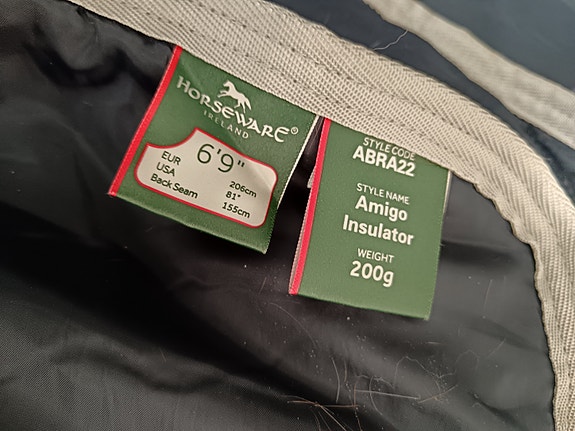 HORSEWARE®
IRELAND
6'9"
EUR 206cm
USA 81"
Back Seam 155cm
STYLE CODE
ABRA22
STYLE NAME
Amigo
Insulator
WEIGHT
200g